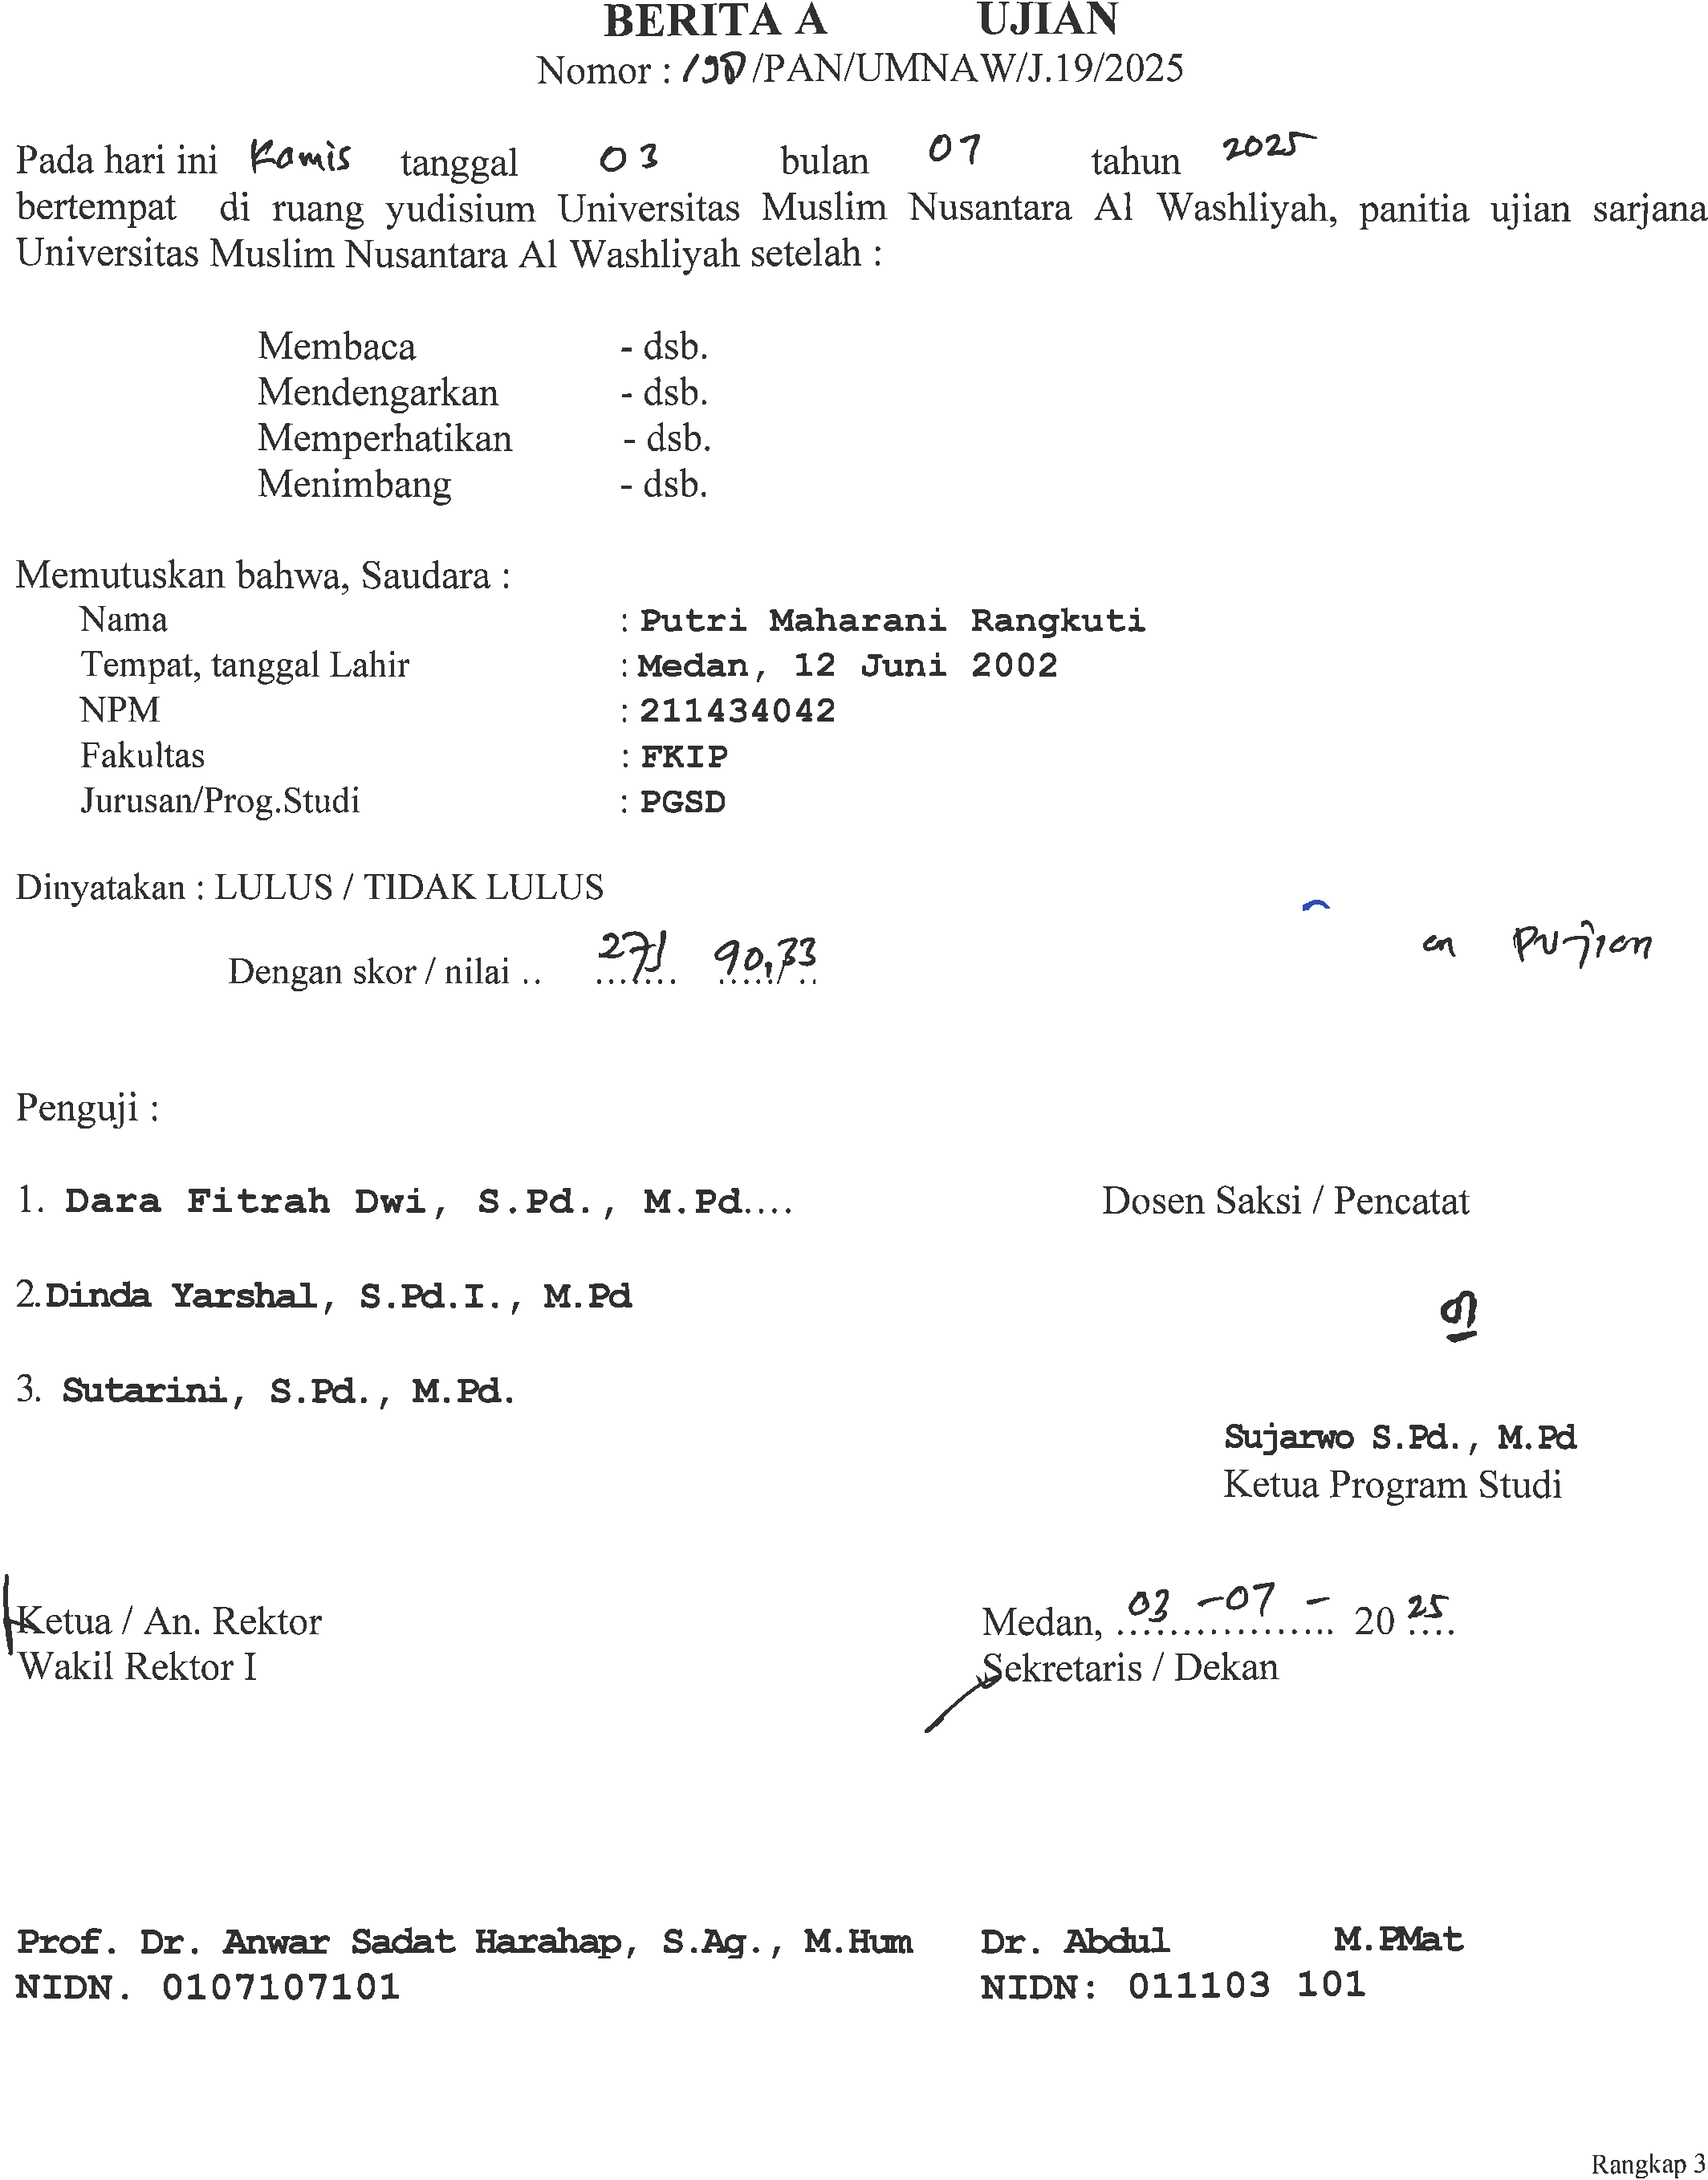 BERITA A UJIAN
Nomor : /PAN/UMNAW/J.19/2025
Pada hari ini Kamis tanggal 03 bulan 07 tahun 2025
bertempat di ruang yudisium Universitas Muslim Nusantara Al Washliyah, panitia ujian sarjana
Universitas Muslim Nusantara Al Washliyah setelah :
Membaca - dsb.
Mendengarkan - dsb.
Memperhatikan - dsb.
Menimbang - dsb.
Memutuskan bahwa, Saudara :
Nama : Putri Maharani Rangkuti
Tempat, tanggal Lahir : Medan, 12 Juni 2002
NPM : 211434042
Fakultas : FKIP
Jurusan/Prog.Studi : PGSD
Dinyatakan : LULUS / TIDAK LULUS
Dengan skor / nilai .. 271 90,33 Pujian
Penguji :
1. Dara Fitrah Dwi, S.Pd., M.Pd.... Dosen Saksi / Pencatat
2.Dinda Yarshal, S.Pd.I., M.Pd
3. Sutarini, S.Pd., M.Pd.
Sujarwo S.Pd., M.Pd
Ketua Program Studi
Ketua / An. Rektor Medan, 03 - 07 - 20 25
Wakil Rektor I Sekretaris / Dekan
Prof. Dr. Anwar Sadat Harahap, S.Ag., M.Hum Dr. Abdul M.PMat
NIDN. 0107107101 NIDN: 011103 101
Rangkap 3